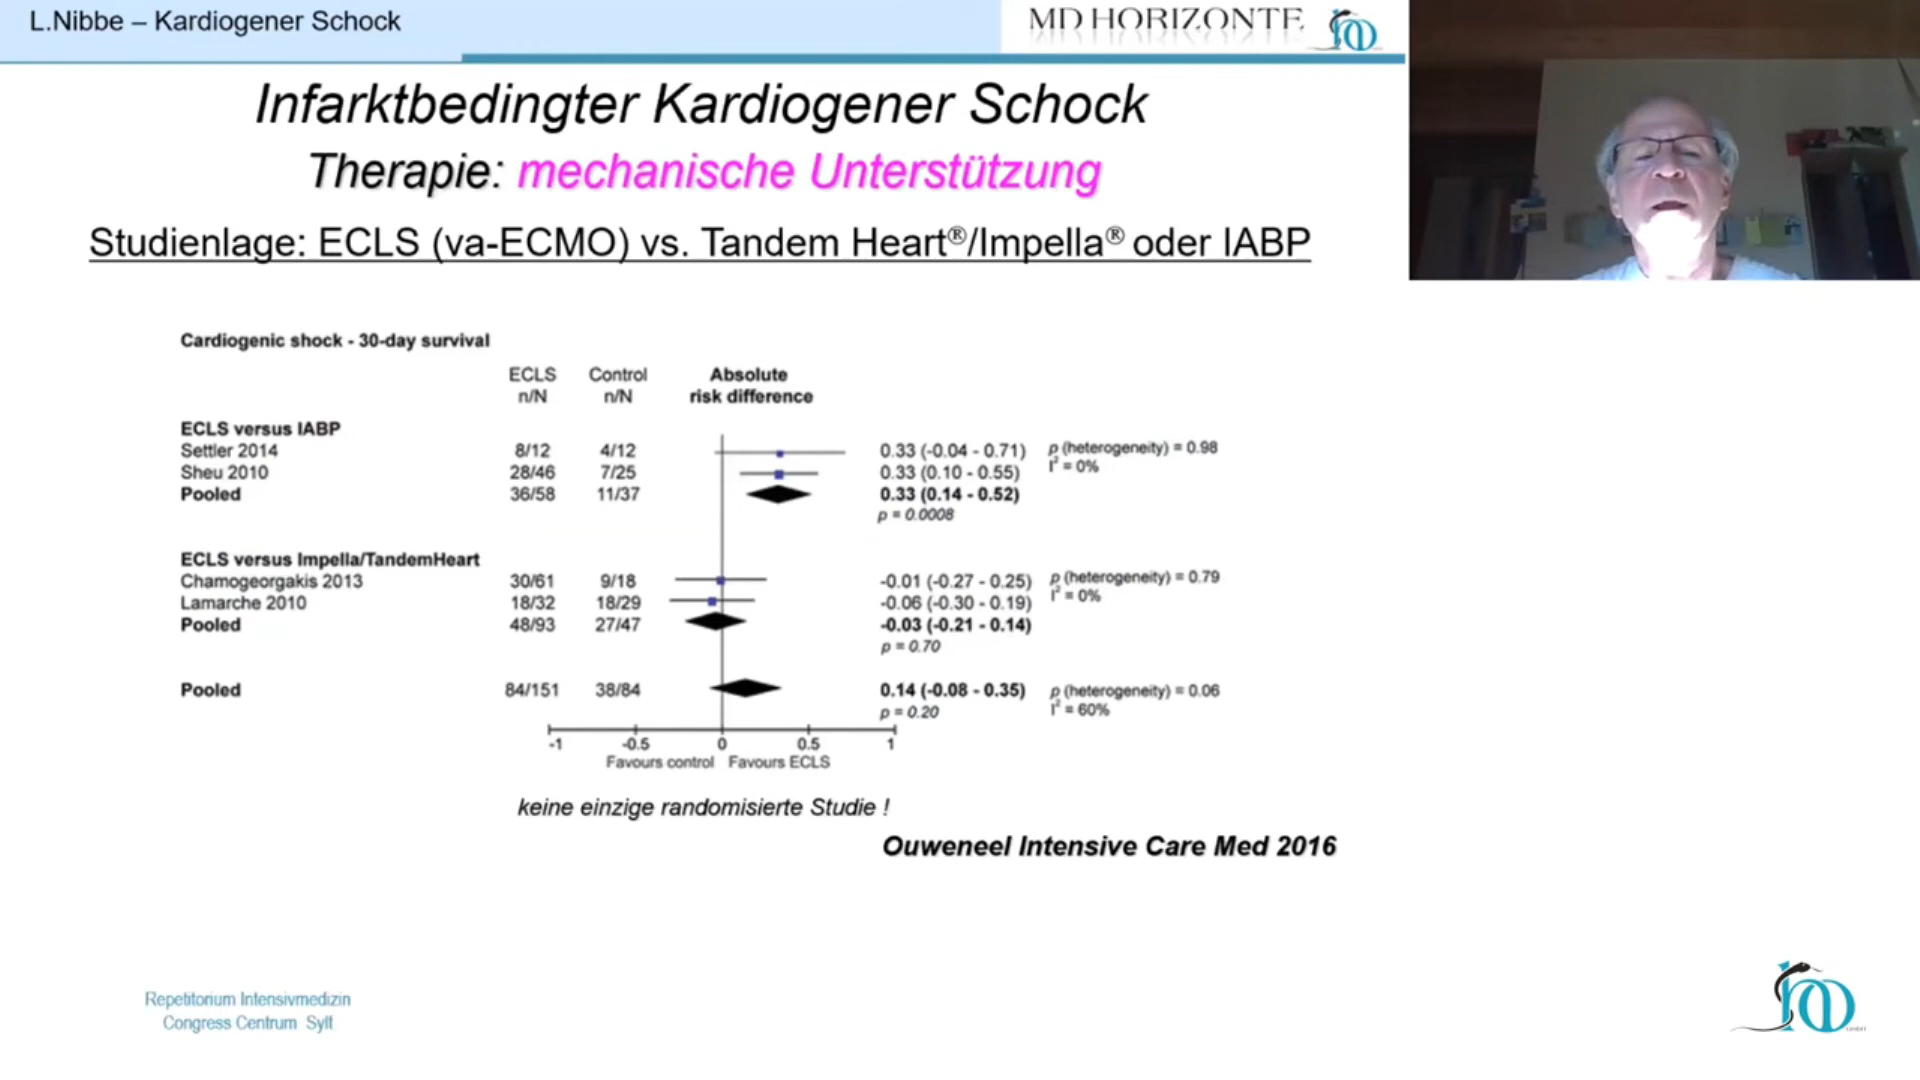 L.Nibbe – Kardiogener Schock
MD HORIZONTE
Infarktbedingter Kardiogener Schock
Therapie: mechanische Unterstützung
Studienlage: ECLS (va-ECMO) vs. Tandem Heart®/Impella® oder IABP
Cardiogenic shock - 30-day survival
ECLS Control Absolute
n/N n/N risk difference
ECLS versus IABP
Settler 2014 8/12 4/12 0.33 (-0.04 - 0.71) p (heterogeneity) = 0.98
Sheu 2010 28/46 7/25 0.33 (0.10 - 0.55) I² = 0%
Pooled 36/58 11/37 0.33 (0.14 - 0.52)
p = 0.0008
ECLS versus Impella/TandemHeart
Chamogeorgakis 2013 30/61 9/18 -0.01 (-0.27 - 0.25) p (heterogeneity) = 0.79
Lamarche 2010 18/32 18/29 -0.06 (-0.30 - 0.19) I² = 0%
Pooled 48/93 27/47 -0.03 (-0.21 - 0.14)
p = 0.70
Pooled 84/151 38/84 0.14 (-0.08 - 0.35) p (heterogeneity) = 0.06
p = 0.20 I² = 60%
-1 -0.5 0 0.5 1
Favours control Favours ECLS
keine einzige randomisierte Studie !
Ouweneel Intensive Care Med 2016
Repetitorium Intensivmedizin
Congress Centrum Sylt